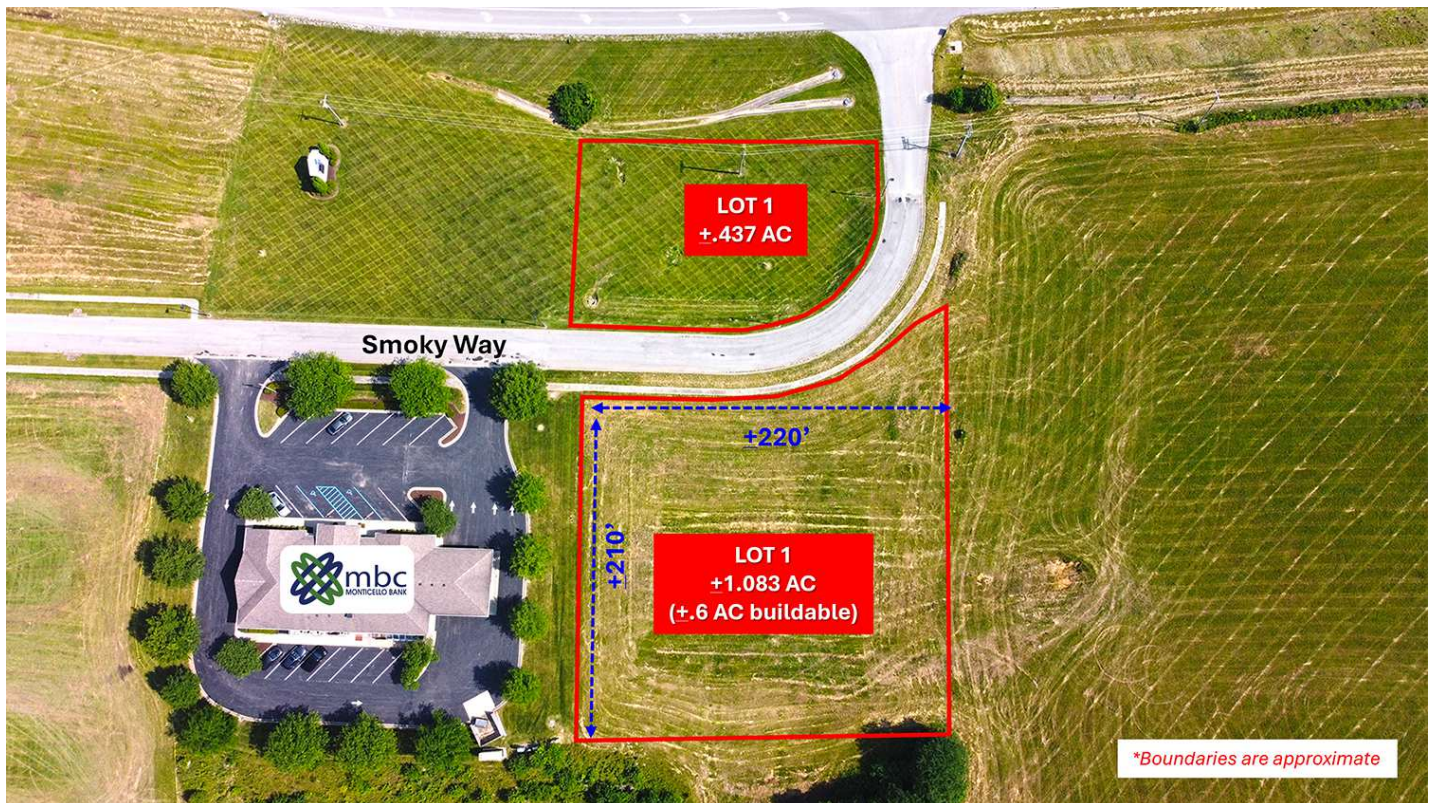 LOT 1
±.437 AC
Smoky Way
±220’
±210’
LOT 1
±1.083 AC
(±.6 AC buildable)
mbc
MONTICELLO BANK
*Boundaries are approximate